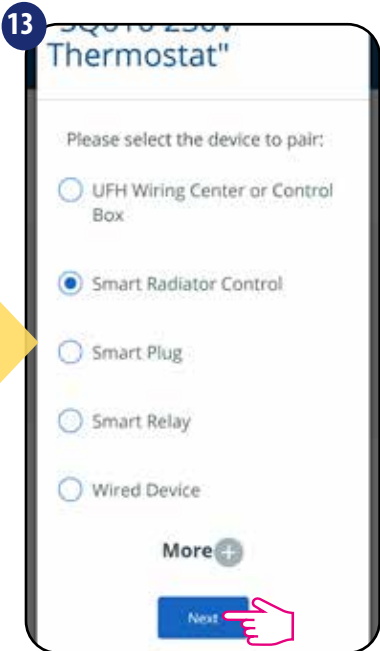 13
Thermostat"
Please select the device to pair:
UFH Wiring Center or Control
Box
Smart Radiator Control
Smart Plug
Smart Relay
Wired Device
More
Next